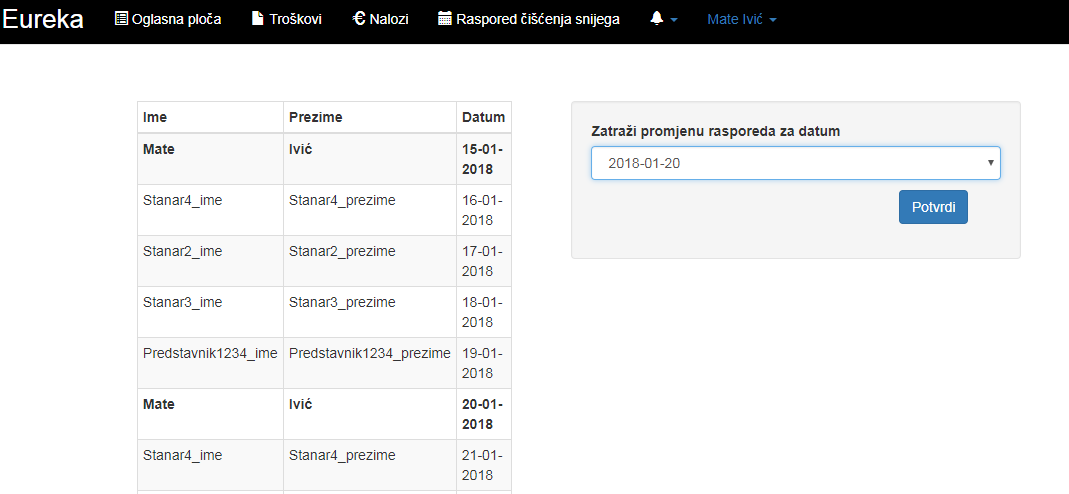 Eureka Oglasna ploča Troškovi Nalozi Raspored čišćenja snijega Mate Ivić
Ime Prezime Datum
Mate Ivić 15-01-
2018
Stanar4_ime Stanar4_prezime 16-01-
2018
Stanar2_ime Stanar2_prezime 17-01-
2018
Stanar3_ime Stanar3_prezime 18-01-
2018
Predstavnik1234_ime Predstavnik1234_prezime 19-01-
2018
Mate Ivić 20-01-
2018
Stanar4_ime Stanar4_prezime 21-01-
2018
Zatraži promjenu rasporeda za datum
2018-01-20
Potvrdi